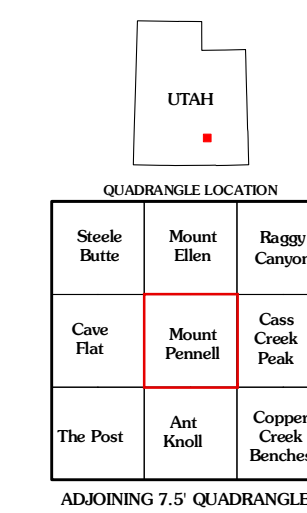 UTAH
QUADRANGLE LOCATION
Steele
Butte
Mount
Ellen
Raggy
Canyon
Cave
Flat
Mount
Pennell
Cass
Creek
Peak
The Post
Ant
Knoll
Copper
Creek
Benches
ADJOINING 7.5' QUADRANGLE